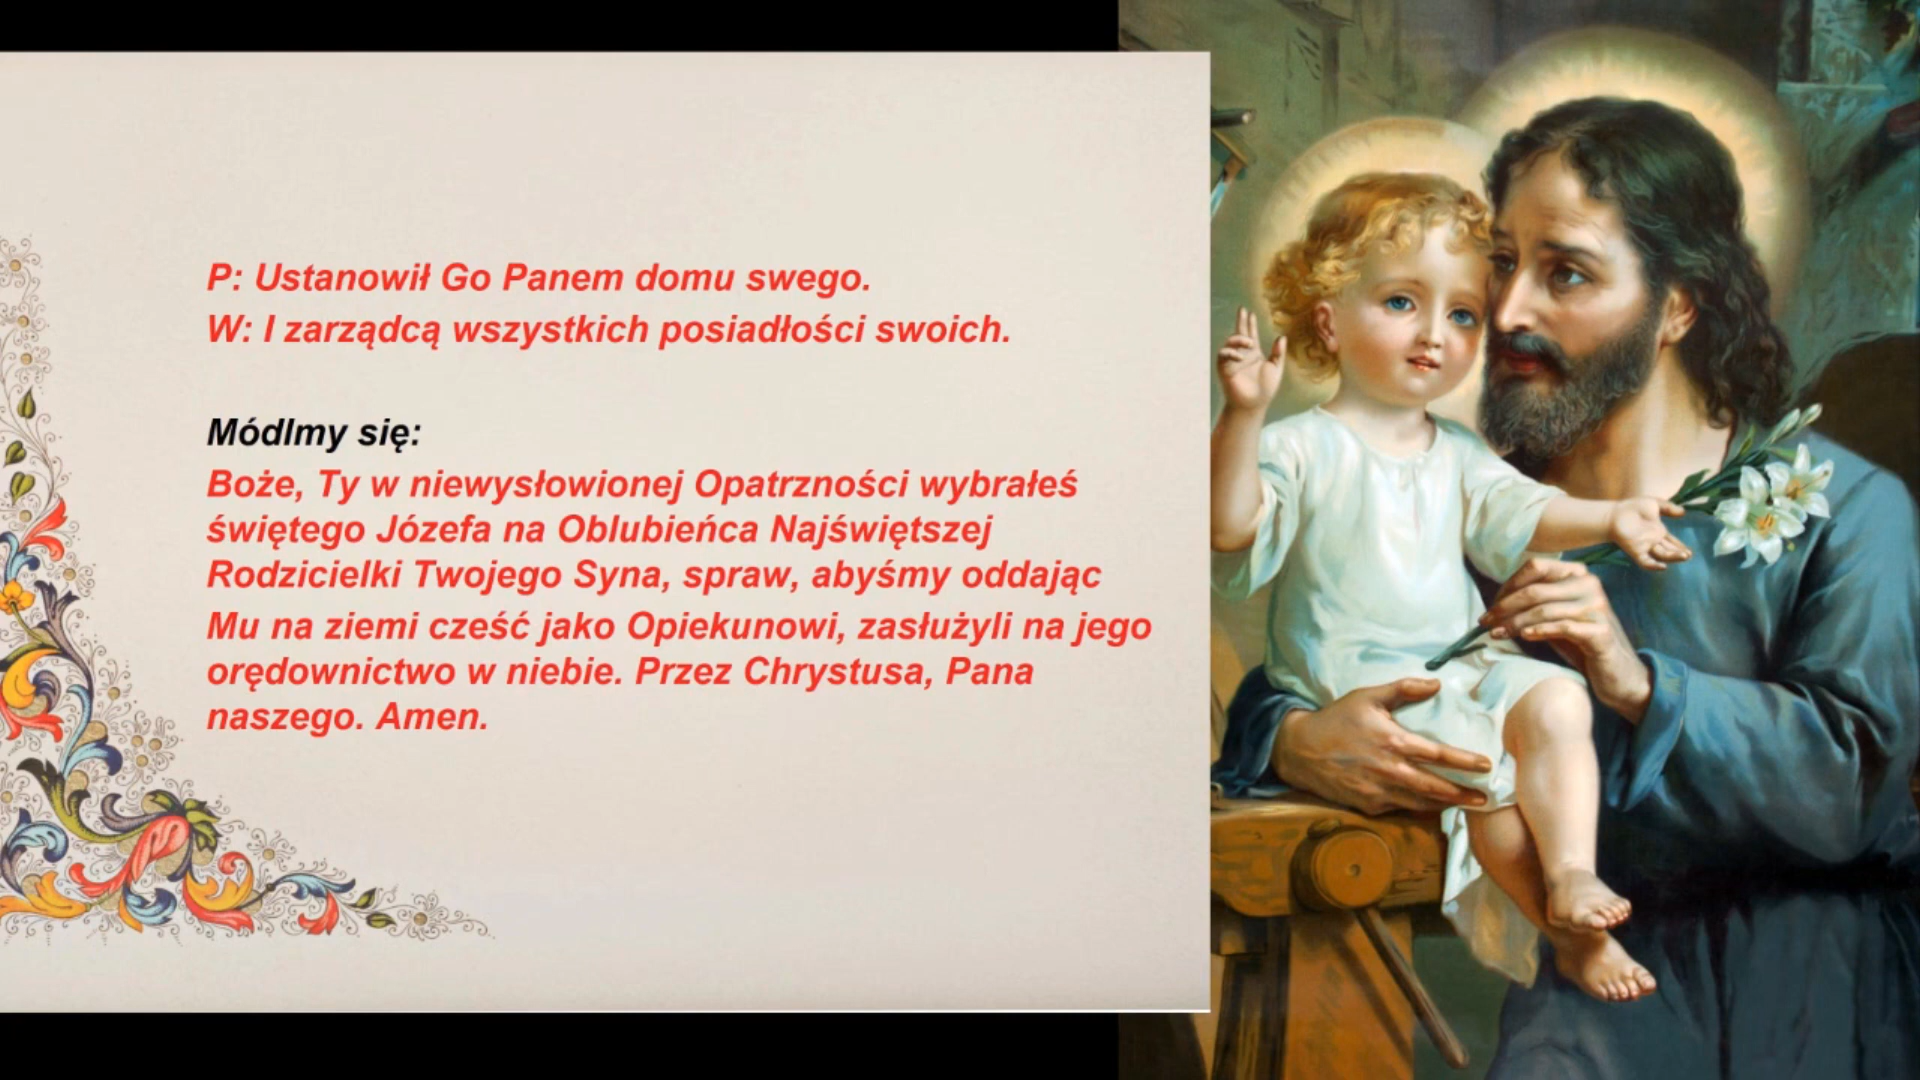 P: Ustanowił Go Panem domu swego.
W: I zarządcą wszystkich posiadłości swoich.
Módlmy się:
Boże, Ty w niewysłowionej Opatrzności wybrałeś
świętego Józefa na Oblubieńca Najświętszej
Rodzicielki Twojego Syna, spraw, abyśmy oddając
Mu na ziemi cześć jako Opiekunowi, zasłużyli na jego
orędownictwo w niebie. Przez Chrystusa, Pana
naszego. Amen.